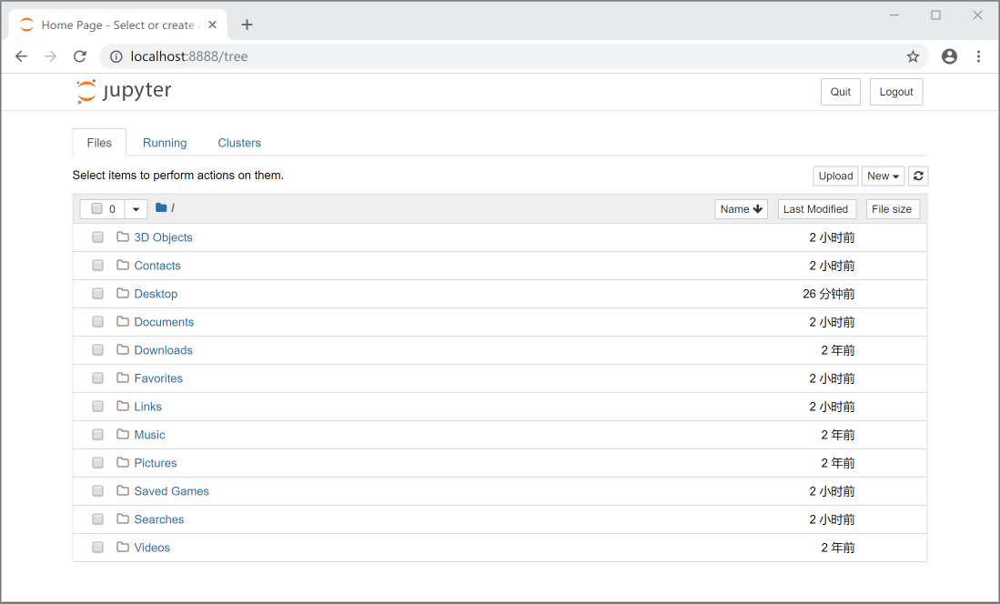 Home Page - Select or create a
localhost:8888/tree
jupyter
Quit
Logout
Files
Running
Clusters
Select items to perform actions on them.
Upload
New
0
/
Name
Last Modified
File size
3D Objects 2 小时前
Contacts 2 小时前
Desktop 26 分钟前
Documents 2 小时前
Downloads 2 年前
Favorites 2 小时前
Links 2 小时前
Music 2 年前
Pictures 2 年前
Saved Games 2 小时前
Searches 2 小时前
Videos 2 年前